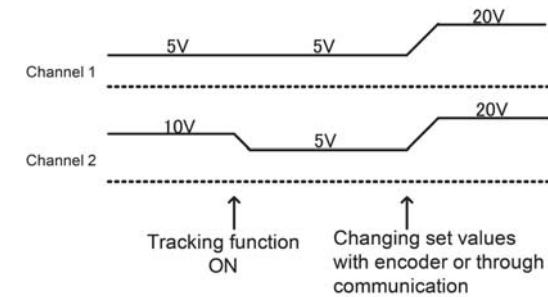 20V
5V
5V
Channel 1
20V
10V
5V
Channel 2
Tracking function
ON
Changing set values
with encoder or through
communication